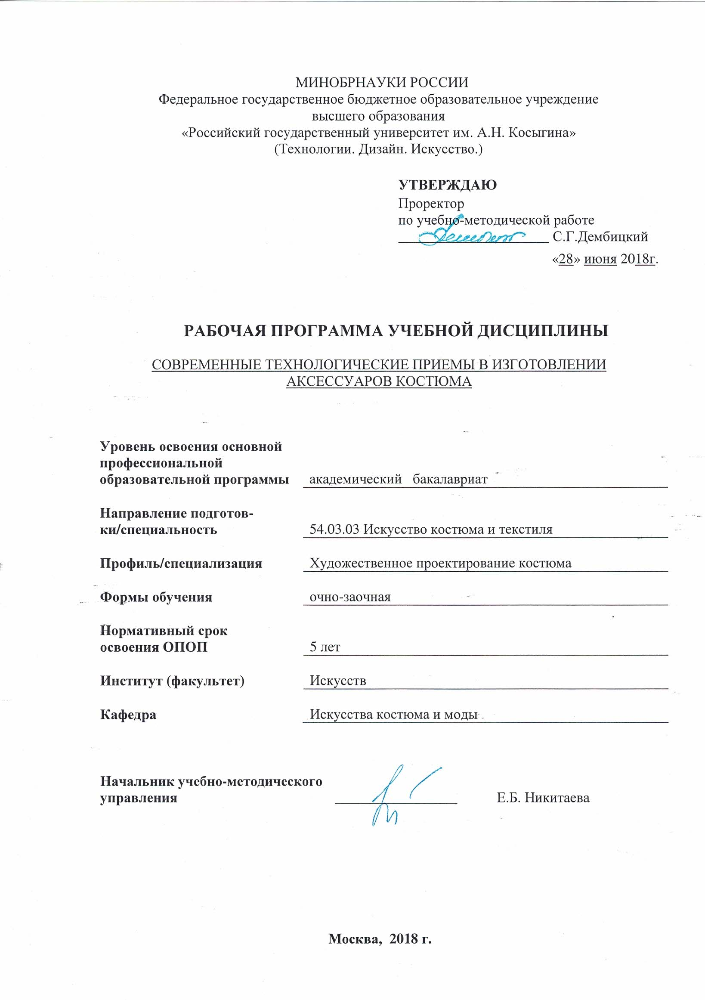 МИНОБРНАУКИ РОССИИ
Федеральное государственное бюджетное образовательное учреждение
высшего образования
«Российский государственный университет им. А.Н. Косыгина»
(Технологии. Дизайн. Искусство.)
УТВЕРЖДАЮ
Проректор
по учебно-методической работе
С.Г.Дембицкий
«28» июня 2018г.
РАБОЧАЯ ПРОГРАММА УЧЕБНОЙ ДИСЦИПЛИНЫ
СОВРЕМЕННЫЕ ТЕХНОЛОГИЧЕСКИЕ ПРИЕМЫ В ИЗГОТОВЛЕНИИ
АКСЕССУАРОВ КОСТЮМА
Уровень освоения основной
профессиональной
образовательной программы академический бакалавриат
Направление подготов-
ки/специальность 54.03.03 Искусство костюма и текстиля
Профиль/специализация Художественное проектирование костюма
Формы обучения очно-заочная
Нормативный срок
освоения ОПОП 5 лет
Институт (факультет) Искусств
Кафедра Искусства костюма и моды
Начальник учебно-методического
управления Е.Б. Никитаева
Москва, 2018 г.